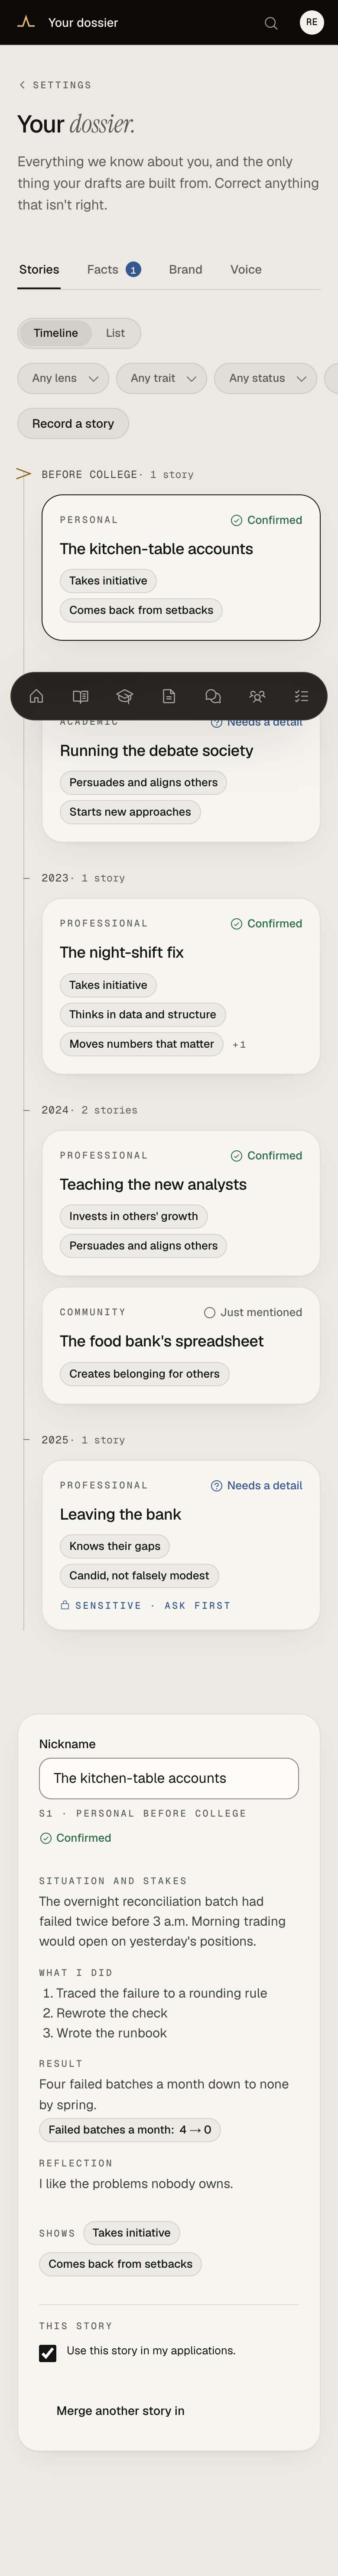 Your dossier
RE
SETTINGS
Your dossier.
Everything we know about you, and the only
thing your drafts are built from. Correct anything
that isn't right.
Stories
Facts 1
Brand
Voice
Timeline
List
Any lens
Any trait
Any status
Record a story
BEFORE COLLEGE · 1 story
PERSONAL
Confirmed
The kitchen-table accounts
Takes initiative
Comes back from setbacks
ACADEMIC
Needs a detail
Running the debate society
Persuades and aligns others
Starts new approaches
2023 · 1 story
PROFESSIONAL
Confirmed
The night-shift fix
Takes initiative
Thinks in data and structure
Moves numbers that matter +1
2024 · 2 stories
PROFESSIONAL
Confirmed
Teaching the new analysts
Invests in others' growth
Persuades and aligns others
COMMUNITY
Just mentioned
The food bank's spreadsheet
Creates belonging for others
2025 · 1 story
PROFESSIONAL
Needs a detail
Leaving the bank
Knows their gaps
Candid, not falsely modest
SENSITIVE · ASK FIRST
Nickname
The kitchen-table accounts
S1 · PERSONAL BEFORE COLLEGE
Confirmed
SITUATION AND STAKES
The overnight reconciliation batch had
failed twice before 3 a.m. Morning trading
would open on yesterday's positions.
WHAT I DID
1. Traced the failure to a rounding rule
2. Rewrote the check
3. Wrote the runbook
RESULT
Four failed batches a month down to none
by spring.
Failed batches a month: 4 → 0
REFLECTION
I like the problems nobody owns.
SHOWS Takes initiative
Comes back from setbacks
THIS STORY
Use this story in my applications.
Merge another story in